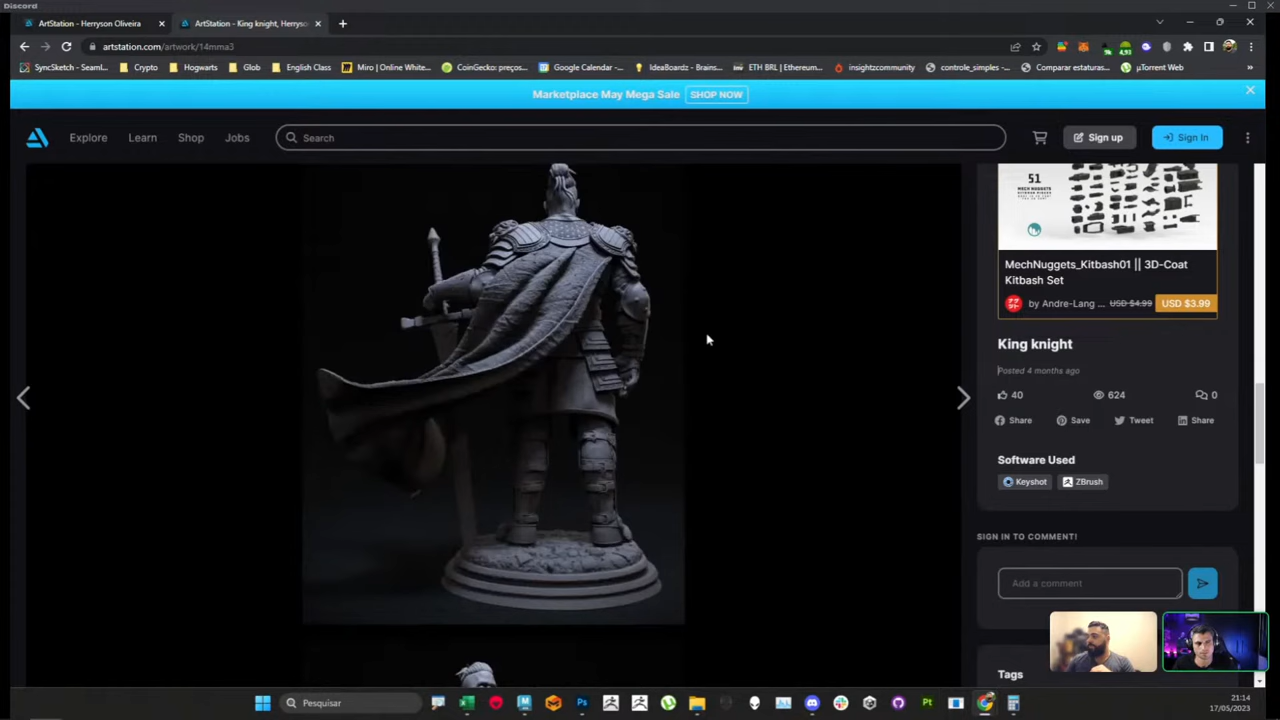 Discord
ArtStation - Herryson Oliveira
ArtStation - King knight, Herryso
artstation.com/artwork/14mma3
SyncSketch - Seaml...
Crypto
Hogwarts
Glob
English Class
Miro | Online Whit...
CoinGecko: preços...
Google Calendar -...
IdeaBoardz - Brains...
ETH BRL | Ethereum...
insightzcommunity
controle_simples -...
Comparar estaturas...
µTorrent Web
Marketplace May Mega Sale SHOP NOW
Explore
Learn
Shop
Jobs
Search
Sign up
Sign In
51
MechNuggets_Kitbash01 || 3D-Coat
Kitbash Set
by Andre-Lang ... USD $4.99 USD $3.99
King knight
Posted 4 months ago
40
624
0
Share
Save
Tweet
Share
Software Used
Keyshot
ZBrush
SIGN IN TO COMMENT!
Add a comment
Tags
Pesquisar
21:14
17/05/2023